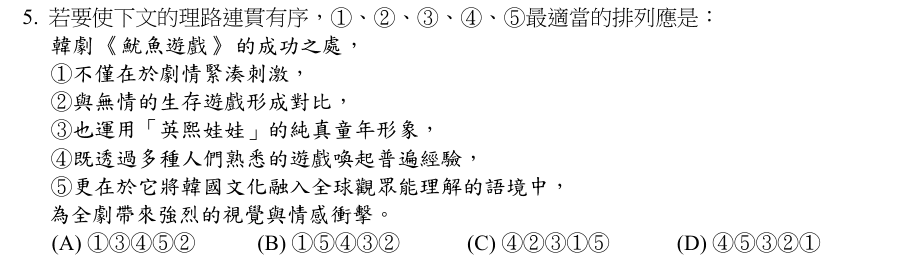 5. 若要使下文的理路連貫有序，①、②、③、④、⑤最適當的排列應是：
韓劇《魷魚遊戲》的成功之處，
①不僅在於劇情緊湊刺激，
②與無情的生存遊戲形成對比，
③也運用「英熙娃娃」的純真童年形象，
④既透過多種人們熟悉的遊戲喚起普遍經驗，
⑤更在於它將韓國文化融入全球觀眾能理解的語境中，
為全劇帶來強烈的視覺與情感衝擊。
(A) ①③④⑤② (B) ①⑤④③② (C) ④②③①⑤ (D) ④⑤③②①